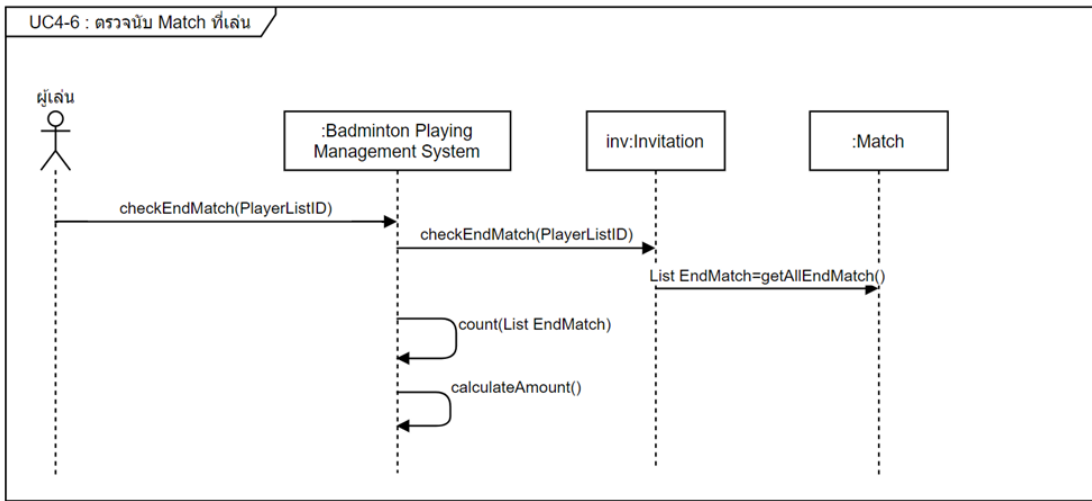 UC4-6 : ตรวจนับ Match ที่เล่น
ผู้เล่น
:Badminton Playing
Management System
inv:Invitation
:Match
checkEndMatch(PlayerListID)
checkEndMatch(PlayerListID)
List EndMatch=getAllEndMatch()
count(List EndMatch)
calculateAmount()